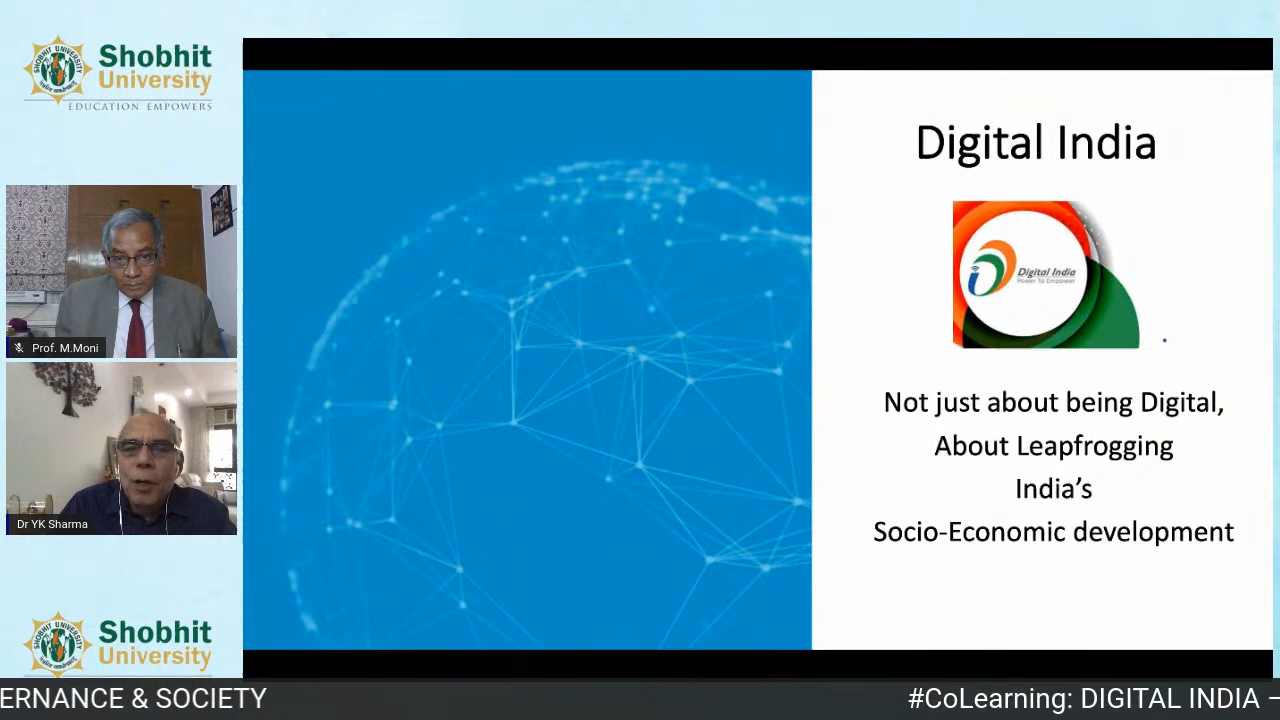 Shobhit
University
EDUCATION EMPOWERS
Prof. M.Moni
Dr YK Sharma
Shobhit
University
Digital India
Digital India
Power To Empower
Not just about being Digital,
About Leapfrogging
India's
Socio-Economic development
ERNANCE & SOCIETY
#CoLearning: DIGITAL INDIA –